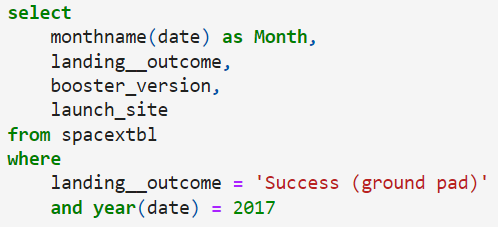 select
    monthname(date) as Month,
    landing__outcome,
    booster_version,
    launch_site
from spacextbl
where
    landing__outcome = 'Success (ground pad)'
    and year(date) = 2017